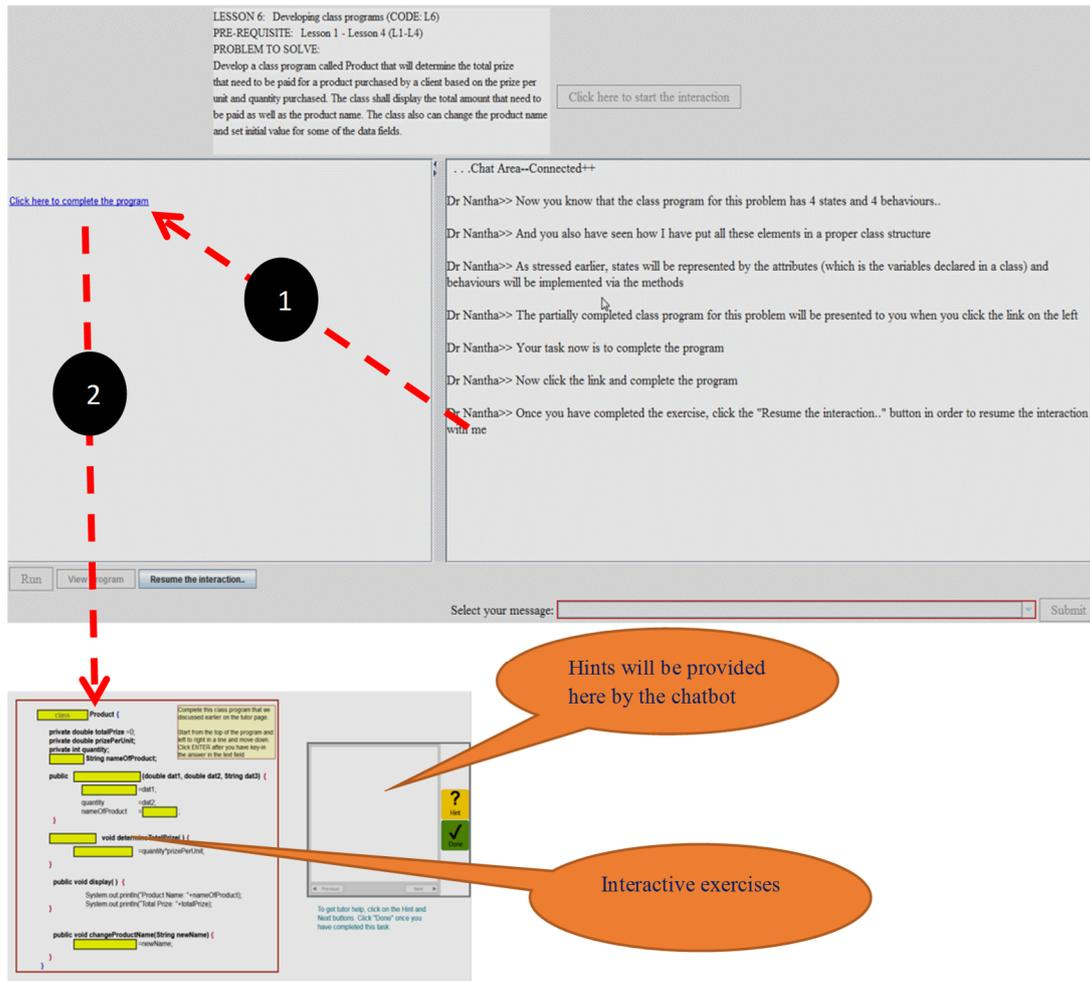 LESSON 6: Developing class programs (CODE: L6)
PRE-REQUISITE: Lesson 1 - Lesson 4 (L1-L4)
PROBLEM TO SOLVE:
Develop a class program called Product that will determine the total prize
that need to be paid for a product purchased by a client based on the prize per
unit and quantity purchased. The class shall display the total amount that need to
be paid as well as the product name. The class also can change the product name
and set initial value for some of the data fields.
Click here to start the interaction
Click here to complete the program
. . .Chat Area--Connected++
Dr Nantha>> Now you know that the class program for this problem has 4 states and 4 behaviours..
Dr Nantha>> And you also have seen how I have put all these elements in a proper class structure
Dr Nantha>> As stressed earlier, states will be represented by the attributes (which is the variables declared in a class) and
behaviours will be implemented via the methods
Dr Nantha>> The partially completed class program for this problem will be presented to you when you click the link on the left
Dr Nantha>> Your task now is to complete the program
Dr Nantha>> Now click the link and complete the program
Dr Nantha>> Once you have completed the exercise, click the "Resume the interaction.." button in order to resume the interaction
with me
1
2
Run
View Program
Resume the interaction..
Select your message:
Submit
class Product {
private double totalPrize =0;
private double prizePerUnit;
private int quantity;
String nameOfProduct;
public (double dat1, double dat2, String dat3) {
=dat1;
quantity =dat2;
nameOfProduct = ;
}
void determineTotalPrize( ) {
=quantity*prizePerUnit;
}
public void display( ) {
System.out.println("Product Name: "+nameOfProduct);
System.out.println("Total Prize: "+totalPrize);
}
public void changeProductName(String newName) {
=newName;
}
}
Complete this class program that we
discussed earlier on the tutor page.
Start from the top of the program and
left to right in a line and move down.
Click ENTER after you have key-in
the answer in the text field
?
Hint
Done
Previous
Next
To get tutor help, click on the Hint and
Next buttons. Click "Done" once you
have completed this task.
Hints will be provided
here by the chatbot
Interactive exercises